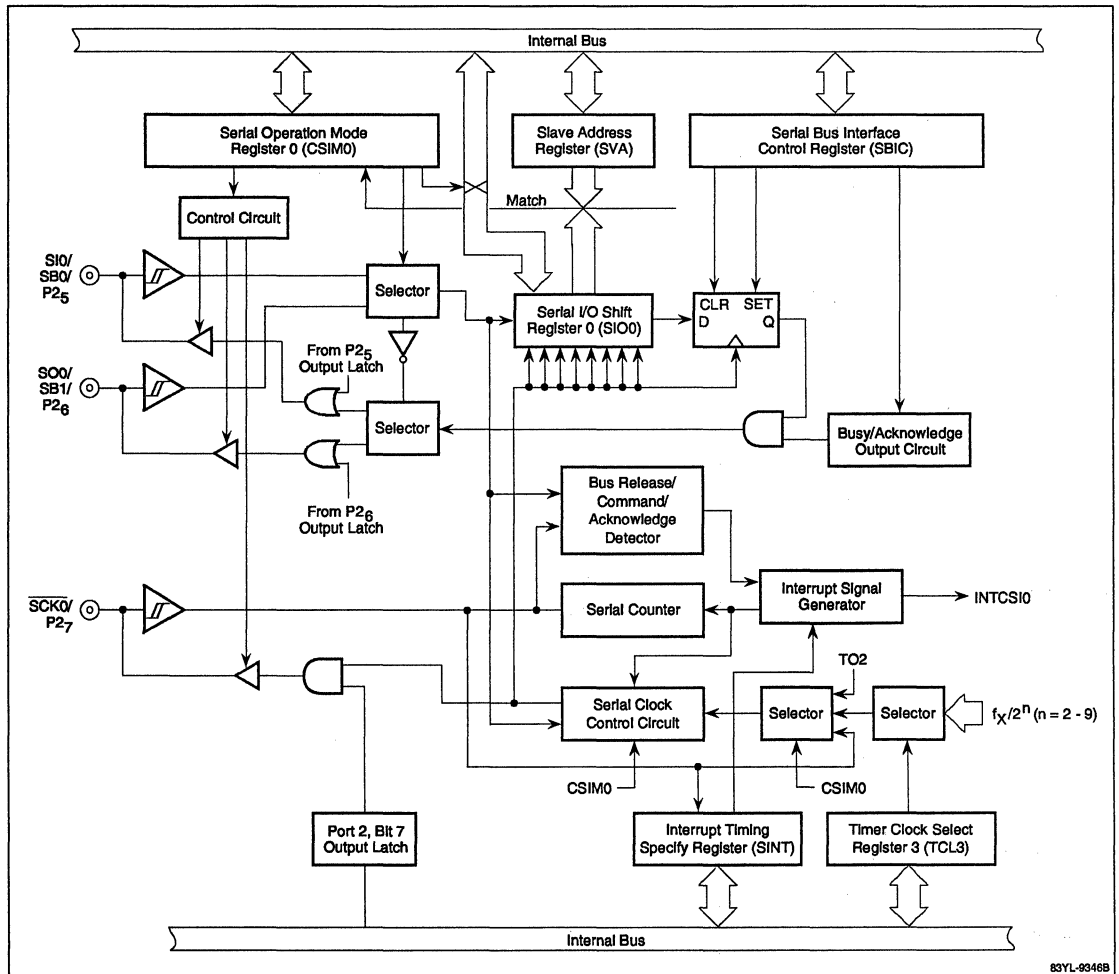 Internal Bus
Serial Operation Mode
Register 0 (CSIM0)
Slave Address
Register (SVA)
Serial Bus Interface
Control Register (SBIC)
Match
Control Circuit
SI0/
SB0/
P25
Selector
Serial I/O Shift
Register 0 (SIO0)
CLR SET
D Q
From P25
Output Latch
SO0/
SB1/
P26
Selector
Busy/Acknowledge
Output Circuit
From P26
Output Latch
Bus Release/
Command/
Acknowledge
Detector
SCK0/
P27
Serial Counter
Interrupt Signal
Generator
INTCSI0
TO2
Serial Clock
Control Circuit
Selector
Selector
fX/2n (n = 2 - 9)
CSIM0
CSIM0
Port 2, Bit 7
Output Latch
Interrupt Timing
Specify Register (SINT)
Timer Clock Select
Register 3 (TCL3)
Internal Bus
83YL-9346B